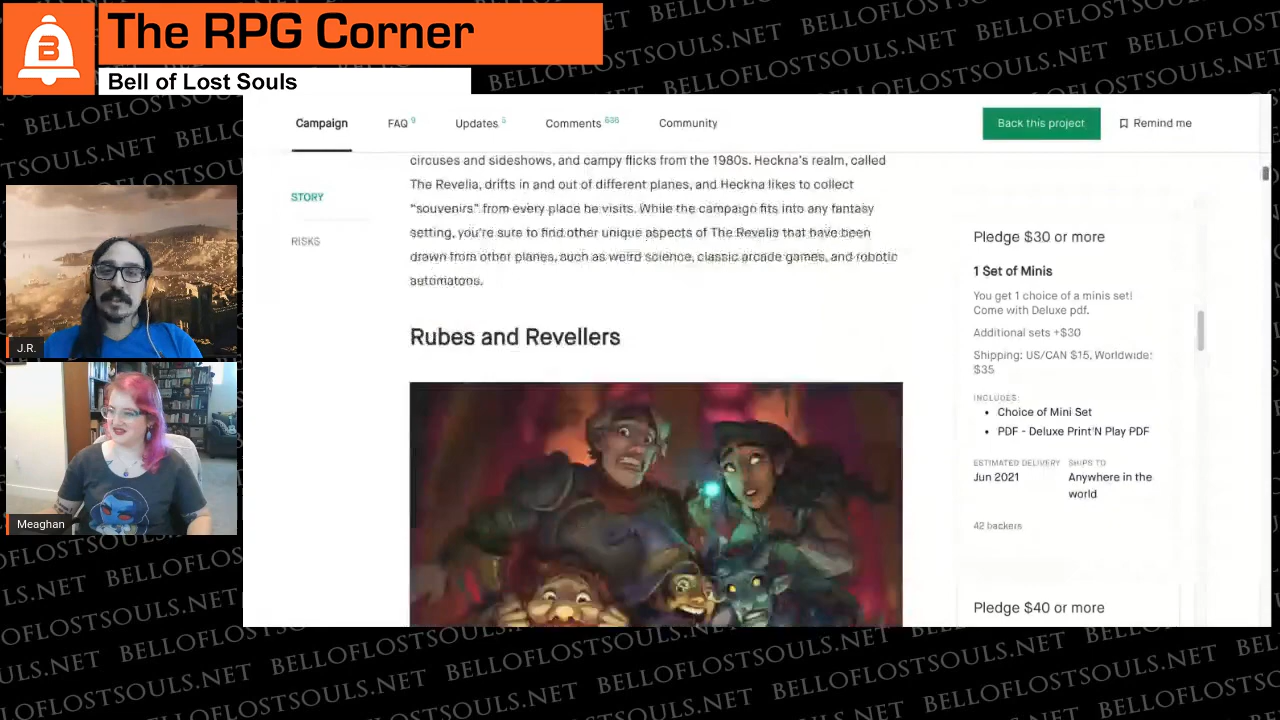 The RPG Corner
Bell of Lost Souls
BELLOFLOSTSOULS.NET
Campaign
FAQ 9
Updates 5
Comments 636
Community
Back this project
Remind me
STORY
RISKS
circuses and sideshows, and campy flicks from the 1980s. Heckna's realm, called
The Revelia, drifts in and out of different planes, and Heckna likes to collect
“souvenirs” from every place he visits. While the campaign fits into any fantasy
setting, you're sure to find other unique aspects of The Revelia that have been
drawn from other planes, such as weird science, classic arcade games, and robotic
automatons.
Rubes and Revellers
Pledge $30 or more
1 Set of Minis
You get 1 choice of a minis set!
Come with Deluxe pdf.
Additional sets +$30
Shipping: US/CAN $15, Worldwide:
$35
INCLUDES:
• Choice of Mini Set
• PDF - Deluxe Print'N Play PDF
ESTIMATED DELIVERY SHIPS TO
Jun 2021 Anywhere in the
world
42 backers
Pledge $40 or more
J.R.
Meaghan